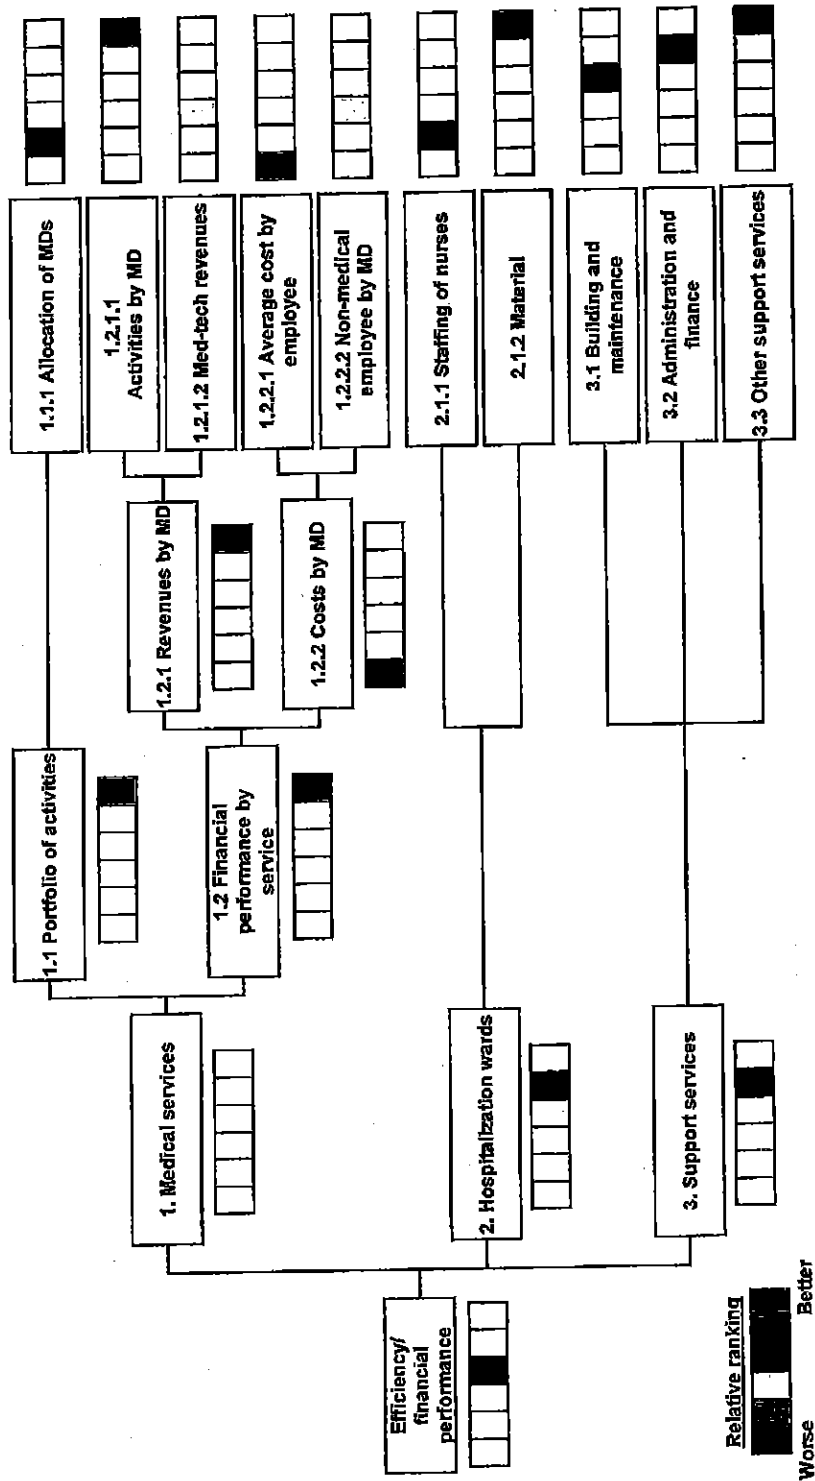 Efficiency/
financial
performance
1. Medical services
2. Hospitalization wards
3. Support services
1.1 Portfolio of activities
1.2 Financial
performance by
service
1.2.1 Revenues by MD
1.2.2 Costs by MD
1.1.1 Allocation of MDs
1.2.1.1
Activities by MD
1.2.1.2 Med-tech revenues
1.2.2.1 Average cost by
employee
1.2.2.2 Non-medical
employee by MD
2.1.1 Staffing of nurses
2.1.2 Material
3.1 Building and
maintenance
3.2 Administration and
finance
3.3 Other support services
Relative ranking
Worse
Better